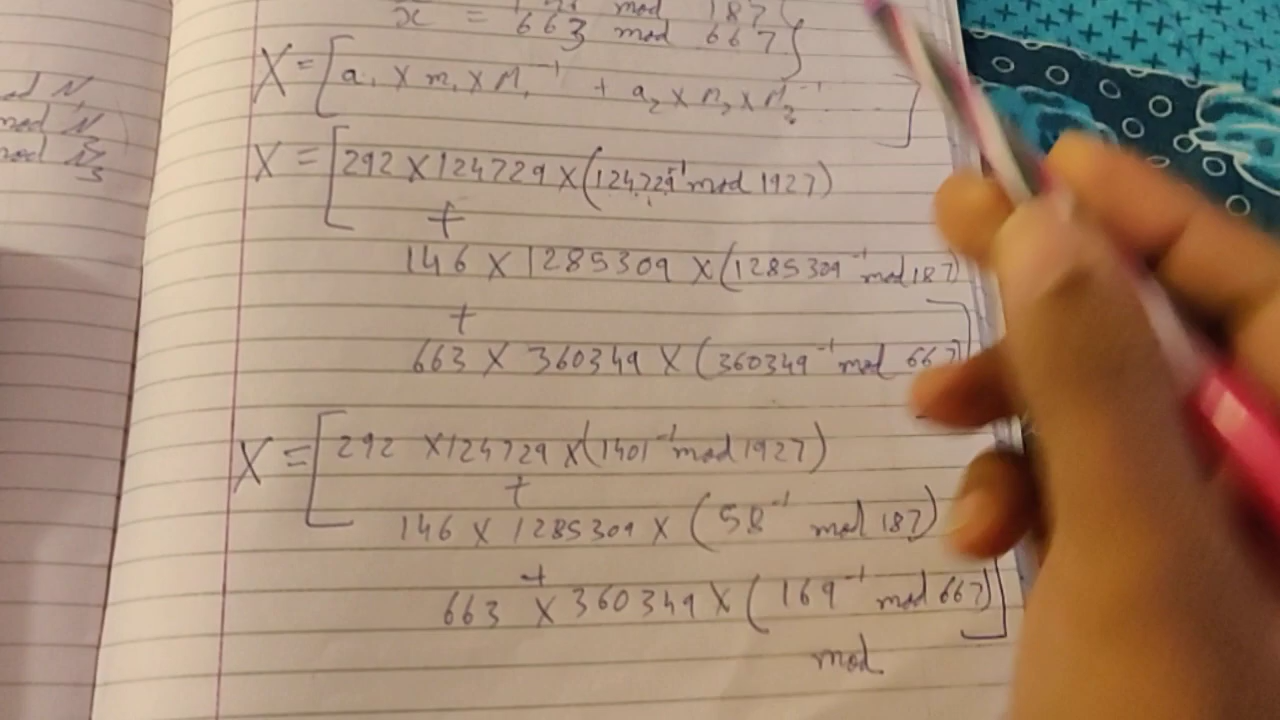 x = 663 mod 667}
X = [a₁ × m₁ × M₁⁻¹ + a₂ × M₂ × M₂⁻¹ ..... ]
X = [292 × 124729 × (124729⁻¹ mod 1927)
+
146 × 1285309 × (1285309⁻¹ mod 187)
+
663 × 360349 × (360349⁻¹ mod 667)]
X = [292 × 124729 × (1401⁻¹ mod 1927)
+
146 × 1285309 × (58⁻¹ mod 187)
+
663 × 360349 × (169⁻¹ mod 667)]
mod